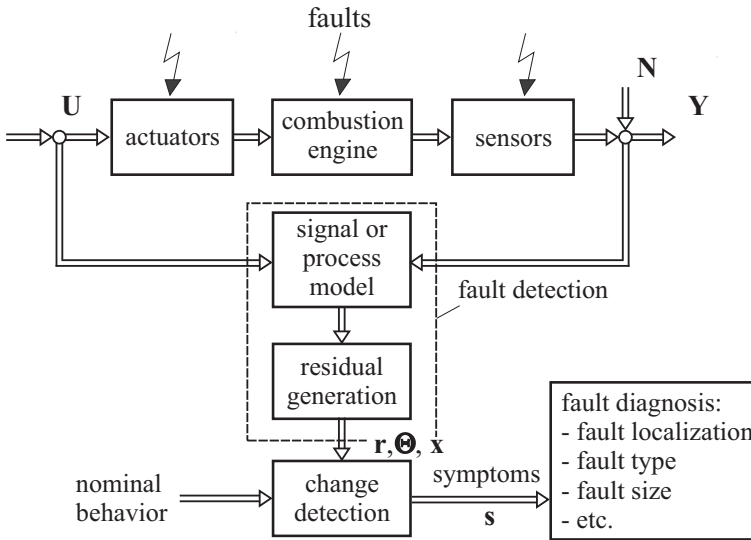 faults
U
N
Y
actuators
combustion
engine
sensors
signal or
process
model
fault detection
residual
generation
r, Θ, x
nominal
behavior
change
detection
symptoms
s
fault diagnosis:
- fault localization
- fault type
- fault size
- etc.